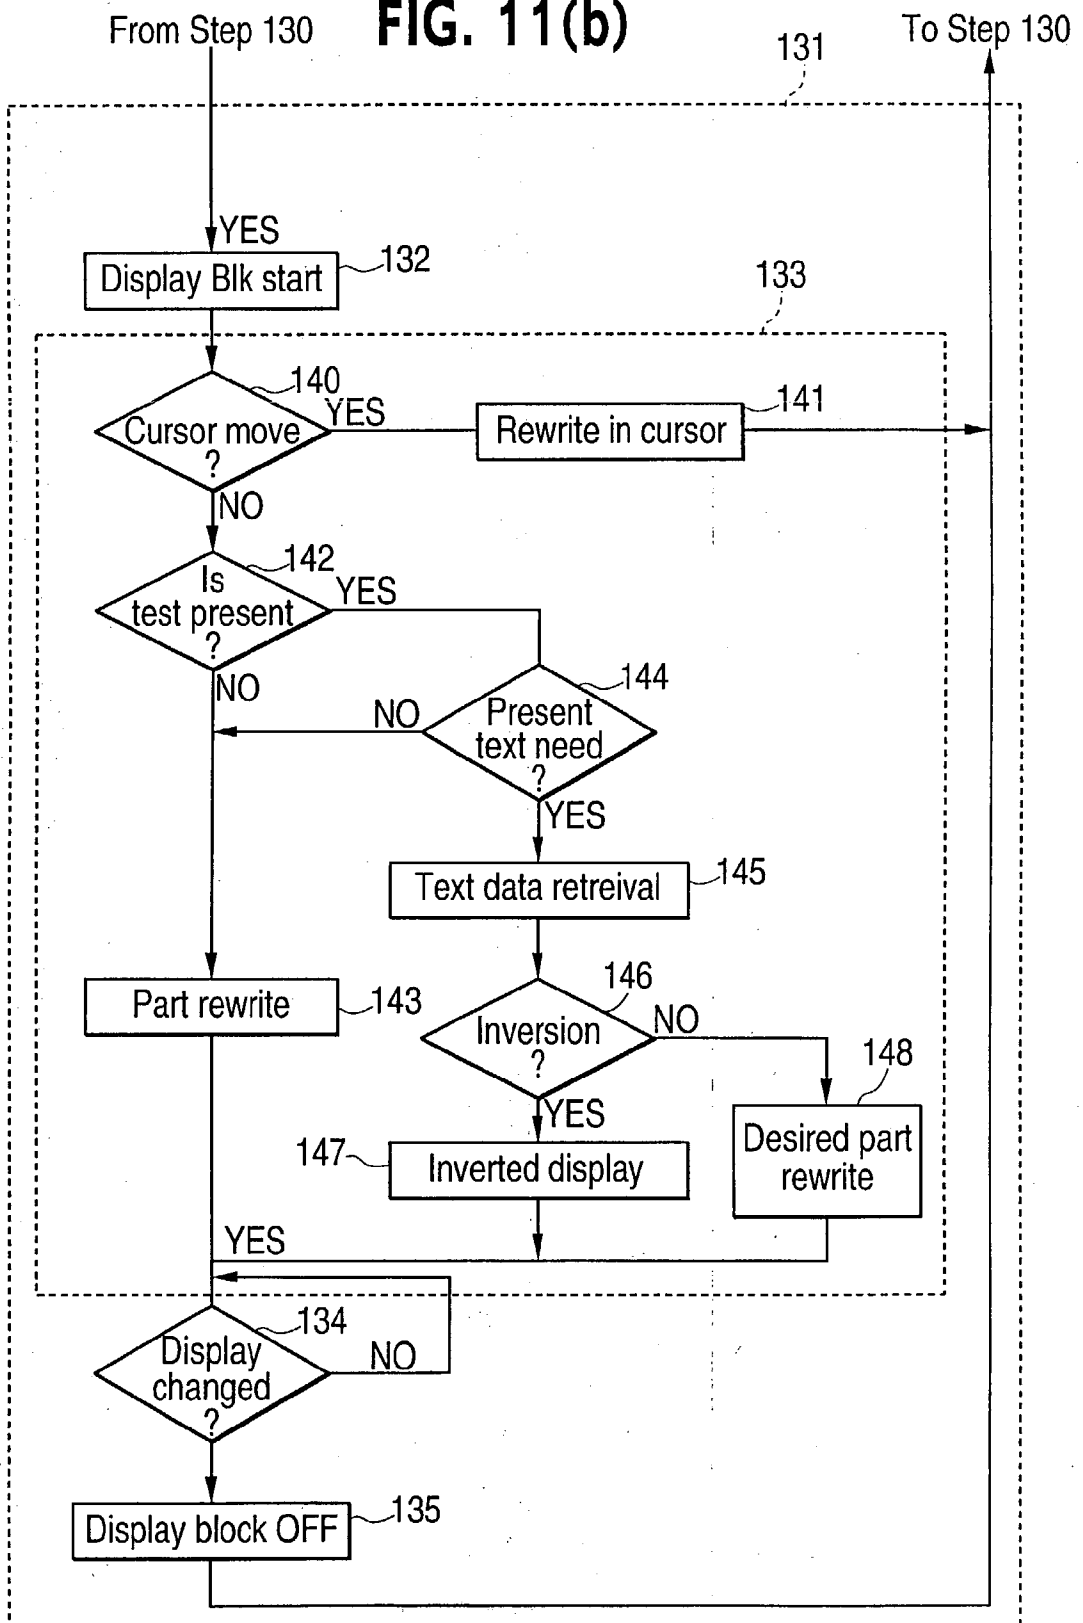 FIG. 11(b)
From Step 130
To Step 130
131
YES
Display Blk start
132
133
140
Cursor move
?
YES
Rewrite in cursor
141
NO
142
Is
test present
?
YES
NO
144
Present
text need
?
NO
YES
Text data retreival
145
Part rewrite
143
146
Inversion
?
NO
YES
148
Desired part
rewrite
147
Inverted display
YES
134
Display
changed
?
NO
Display block OFF
135